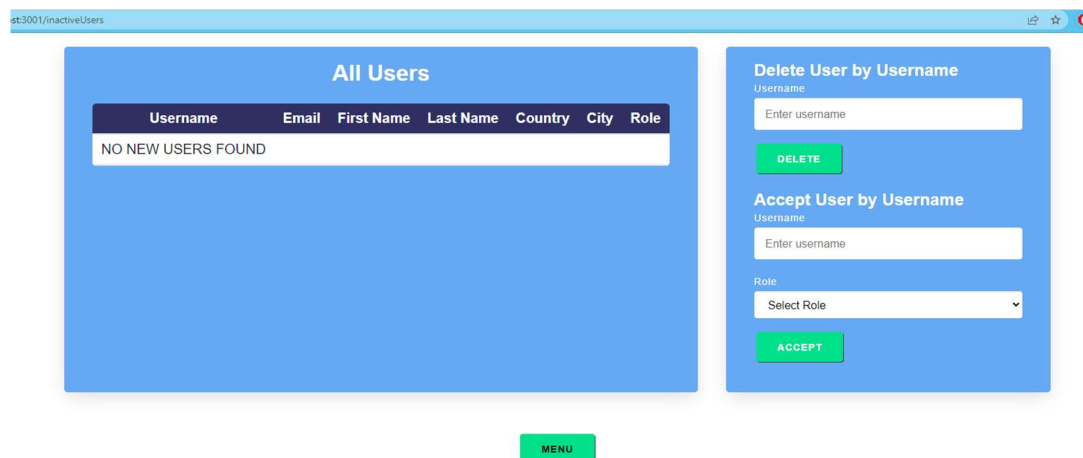 st:3001/inactiveUsers
All Users
Username Email First Name Last Name Country City Role
NO NEW USERS FOUND
Delete User by Username
Username
Enter username
DELETE
Accept User by Username
Username
Enter username
Role
Select Role
ACCEPT
MENU